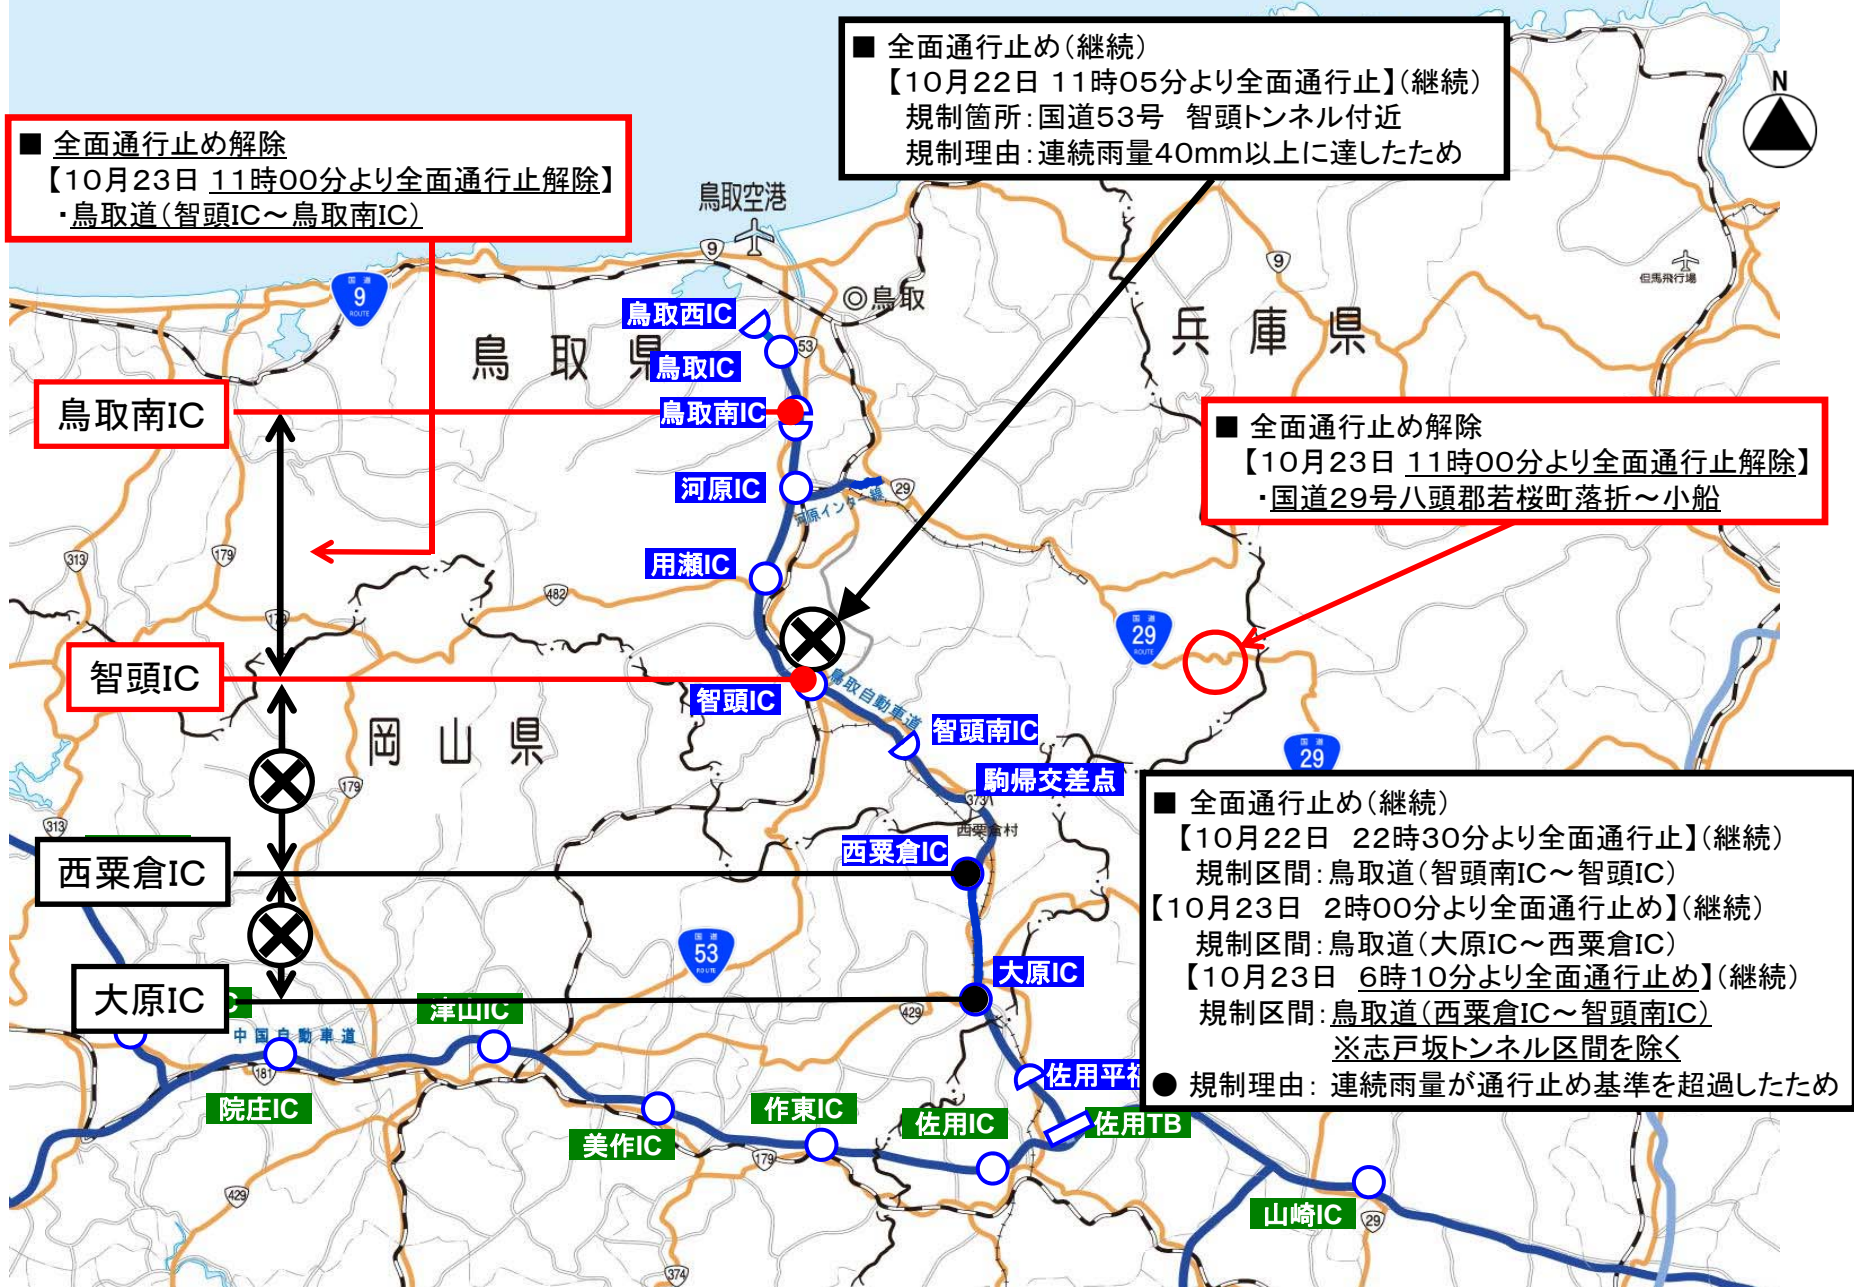 ■ 全面通行止め(継続)
【10月22日 11時05分より全面通行止】(継続)
規制箇所：国道53号 智頭トンネル付近
規制理由：連続雨量40mm以上に達したため
N
■ 全面通行止め解除
【10月23日 11時00分より全面通行止解除】
・鳥取道(智頭IC～鳥取南IC)
鳥取空港
9
9
但馬飛行場
国道
9
ROUTE
◎鳥取
鳥取西IC
鳥取県
兵庫県
53
鳥取IC
鳥取南IC
鳥取南IC
■ 全面通行止め解除
【10月23日 11時00分より全面通行止解除】
・国道29号八頭郡若桜町落折～小船
河原IC
29
河原インター線
313
179
用瀬IC
482
179
国道
29
ROUTE
智頭IC
智頭IC
鳥取自動車道
智頭南IC
岡山県
国道
29
駒帰交差点
179
373
313
西粟倉村
西粟倉IC
西粟倉IC
■ 全面通行止め(継続)
【10月22日 22時30分より全面通行止】(継続)
規制区間：鳥取道(智頭南IC～智頭IC)
【10月23日 2時00分より全面通行止め】(継続)
規制区間：鳥取道(大原IC～西粟倉IC)
【10月23日 6時10分より全面通行止め】(継続)
規制区間：鳥取道(西粟倉IC～智頭南IC)
※志戸坂トンネル区間を除く
● 規制理由： 連続雨量が通行止め基準を超過したため
国道
53
ROUTE
大原IC
大原IC
C
津山IC
429
中国自動車道
181
佐用平福
院庄IC
作東IC
佐用IC
佐用TB
美作IC
179
429
山崎IC
29
374